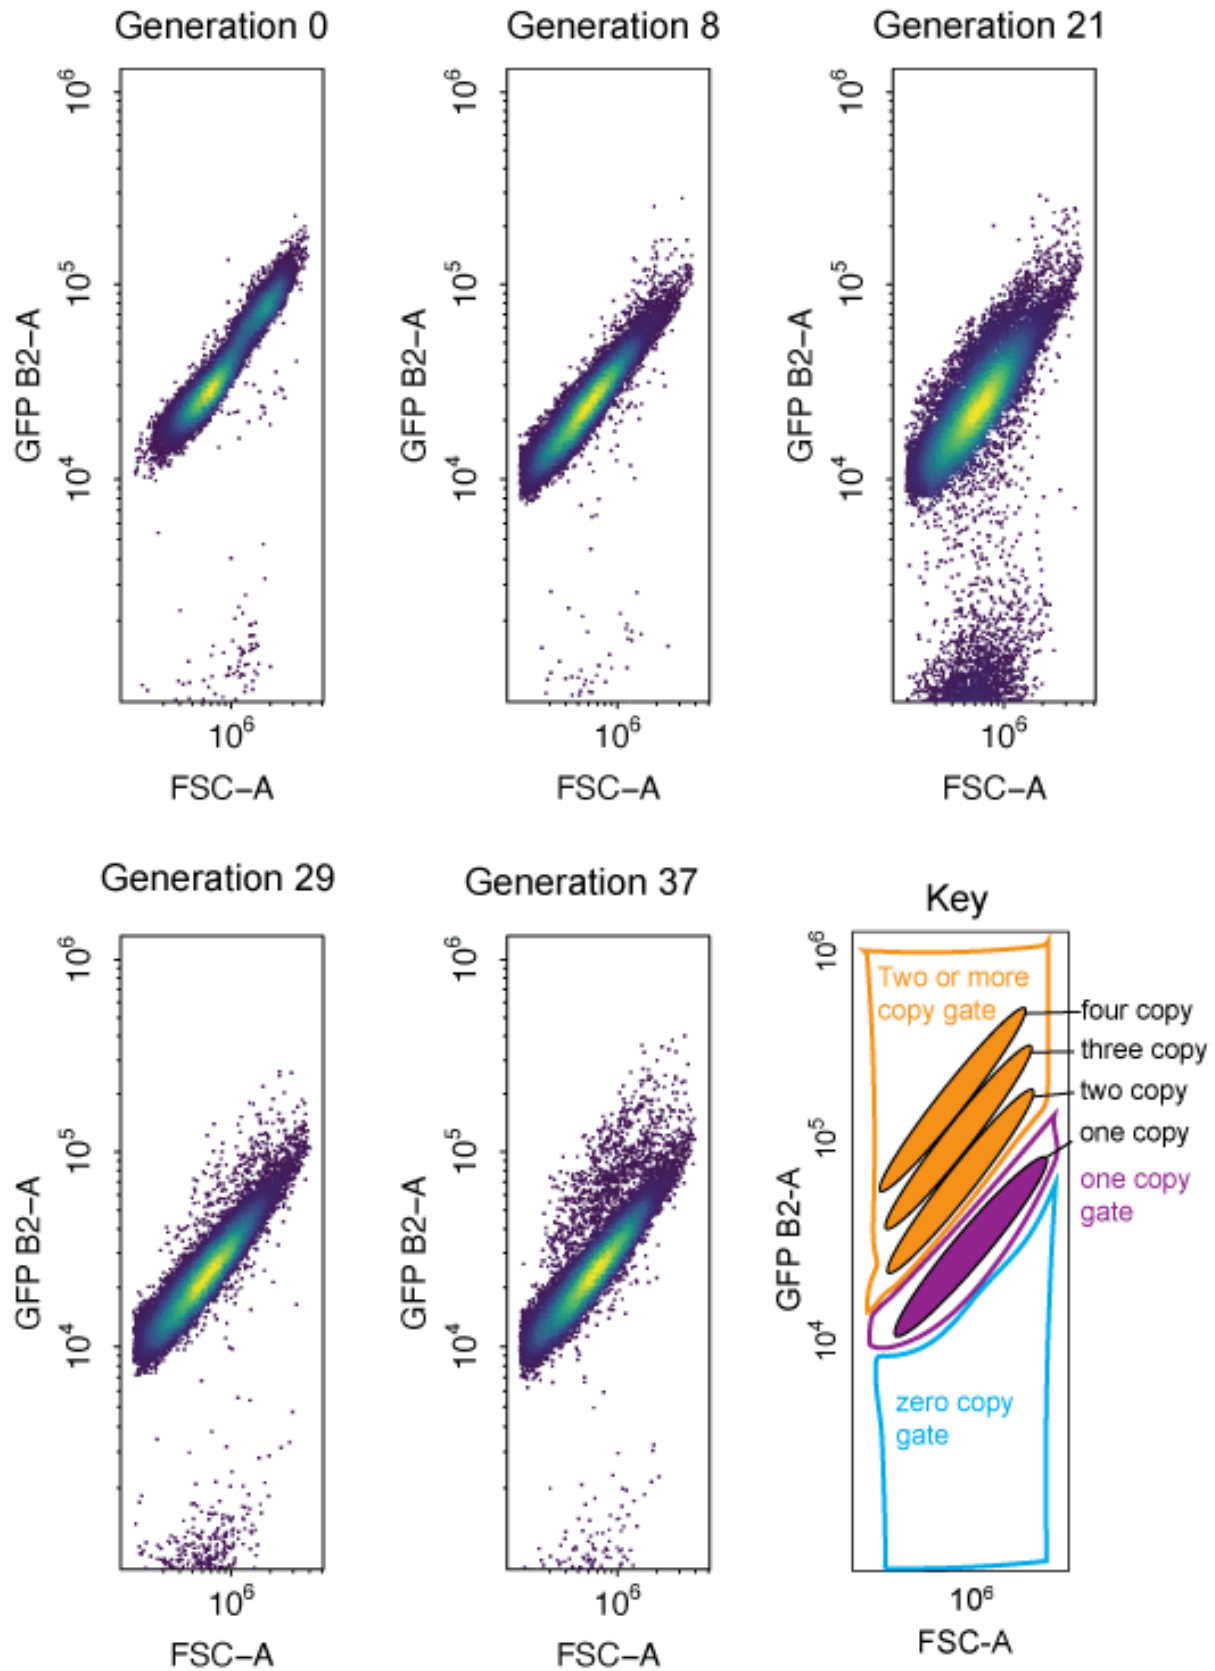 Generation 0
Generation 8
Generation 21
10^6
10^5
10^4
GFP B2–A
10^6
FSC–A
10^6
10^5
10^4
GFP B2–A
10^6
FSC–A
10^6
10^5
10^4
GFP B2–A
10^6
FSC–A
Generation 29
Generation 37
Key
10^6
10^5
10^4
GFP B2–A
10^6
FSC–A
10^6
10^5
10^4
GFP B2–A
10^6
FSC–A
10^6
10^5
10^4
GFP B2-A
Two or more
copy gate
four copy
three copy
two copy
one copy
one copy
gate
zero copy
gate
10^6
FSC-A